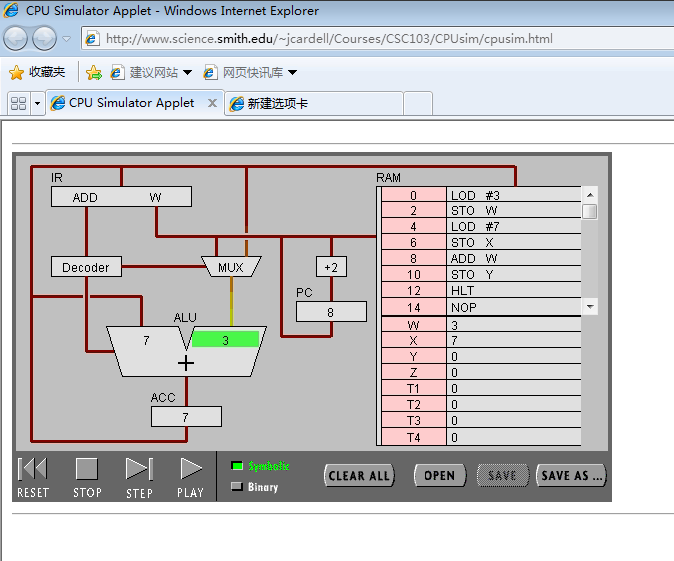 CPU Simulator Applet - Windows Internet Explorer
http://www.science.smith.edu/~jcardell/Courses/CSC103/CPUsim/cpusim.html
收藏夹 建议网站 网页快讯库
CPU Simulator Applet X 新建选项卡
IR RAM
ADD W
0 LOD #3
2 STO W
4 LOD #7
6 STO X
8 ADD W
10 STO Y
12 HLT
14 NOP
Decoder MUX +2
PC
8
ALU
7 3
+
ACC
7
W 3
X 7
Y 0
Z 0
T1 0
T2 0
T3 0
T4 0
RESET STOP STEP PLAY
Symbolic
Binary
CLEAR ALL OPEN SAVE SAVE AS ...